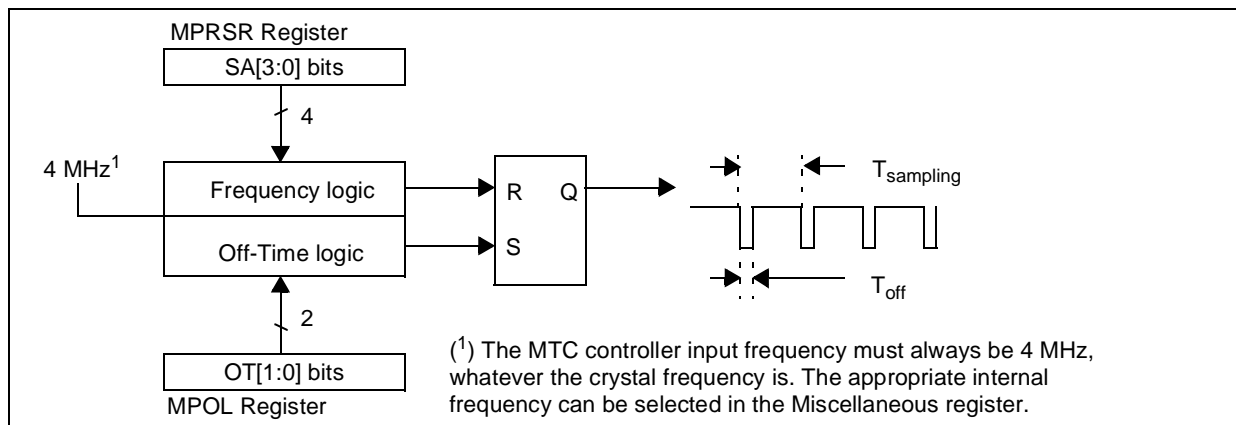 MPRSR Register
SA[3:0] bits
4
4 MHz¹
Frequency logic
Off-Time logic
R Q
S
T_sampling
T_off
2
OT[1:0] bits
MPOL Register
(¹) The MTC controller input frequency must always be 4 MHz,
whatever the crystal frequency is. The appropriate internal
frequency can be selected in the Miscellaneous register.